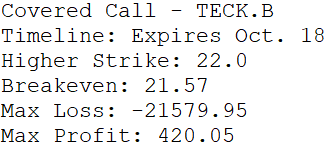 Covered Call - TECK.B
Timeline: Expires Oct. 18
Higher Strike: 22.0
Breakeven: 21.57
Max Loss: -21579.95
Max Profit: 420.05